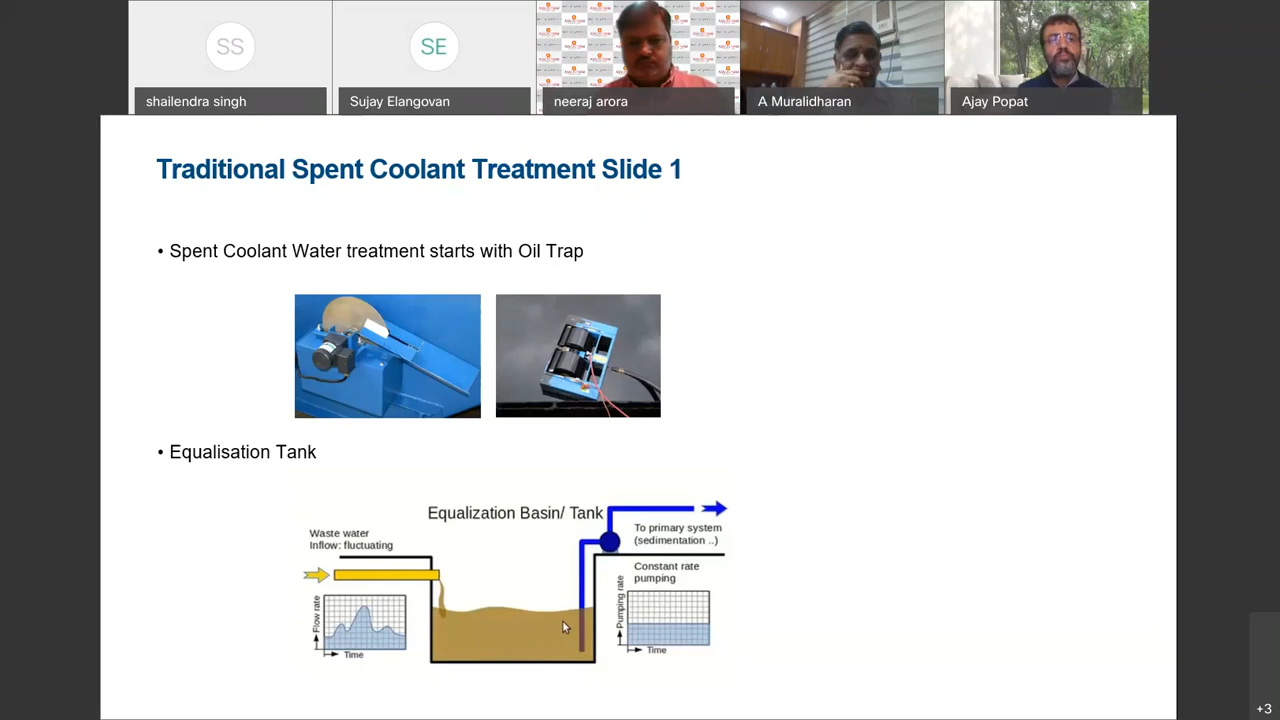 SS
SE
shailendra singh
Sujay Elangovan
neeraj arora
A Muralidharan
Ajay Popat
Traditional Spent Coolant Treatment Slide 1
• Spent Coolant Water treatment starts with Oil Trap
• Equalisation Tank
Equalization Basin/ Tank
Waste water
Inflow: fluctuating
To primary system
(sedimentation ..)
Constant rate
pumping
Flow rate
Time
Pumping rate
Time
+3